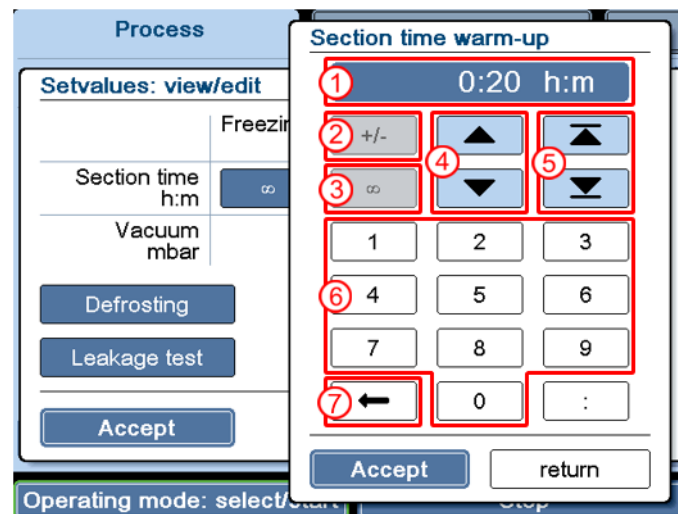 Process
Section time warm-up
Setvalues: view/edit
1 0:20 h:m
Freezin
2 +/-
4
5
Section time
h:m
∞
3 ∞
Vacuum
mbar
1 2 3
Defrosting
6 4 5 6
Leakage test
7 8 9
7 ← 0 :
Accept
Accept return
Operating mode: select/start
Stop